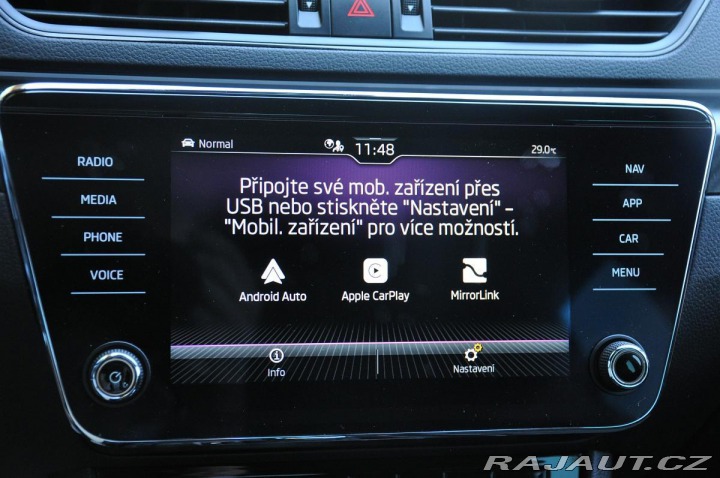 Normal
11:48
29.0°C
RADIO
MEDIA
PHONE
VOICE
Připojte své mob. zařízení přes
USB nebo stiskněte "Nastavení" –
"Mobil. zařízení" pro více možností.
Android Auto
Apple CarPlay
MirrorLink
Info
Nastavení
NAV
APP
CAR
MENU
RAJAUT.CZ